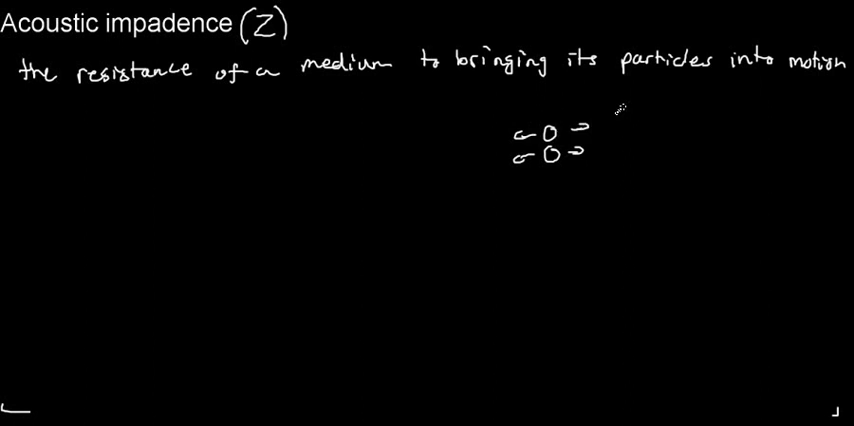 Acoustic impadence (Z)
the resistance of a medium to bringing its particles into motion